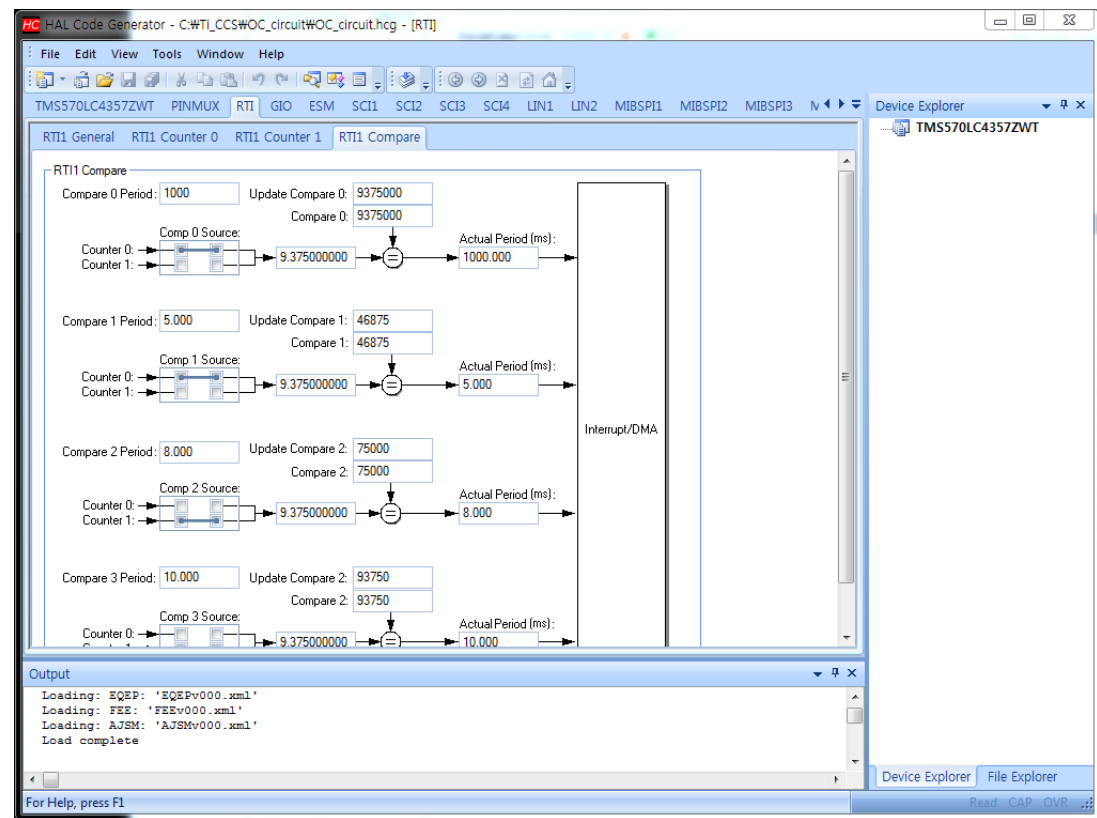 HC HAL Code Generator - C:₩Ti_CCS₩OC_circuit₩OC_circuit.hcg - [RTI]
File Edit View Tools Window Help
TMS570LC4357ZWT PINMUX RTI GIO ESM SCI1 SCI2 SCI3 SCI4 LIN1 LIN2 MIBSPI1 MIBSPI2 MIBSPI3
RTI1 General RTI1 Counter 0 RTI1 Counter 1 RTI1 Compare
RTI1 Compare
Compare 0 Period: 1000 Update Compare 0: 9375000
Compare 0: 9375000
Comp 0 Source: Actual Period (ms):
Counter 0: 9.375000000 = 1000.000
Counter 1:
Compare 1 Period: 5.000 Update Compare 1: 46875
Compare 1: 46875
Comp 1 Source: Actual Period (ms):
Counter 0: 9.375000000 = 5.000
Counter 1:
Interrupt/DMA
Compare 2 Period: 8.000 Update Compare 2: 75000
Compare 2: 75000
Comp 2 Source: Actual Period (ms):
Counter 0: 9.375000000 = 8.000
Counter 1:
Compare 3 Period: 10.000 Update Compare 2: 93750
Compare 2: 93750
Comp 3 Source: Actual Period (ms):
Counter 0: 9.375000000 = 10.000
Device Explorer
TMS570LC4357ZWT
Output
Loading: EQEP: 'EQEPv000.xml'
Loading: FEE: 'FEEv000.xml'
Loading: AJSM: 'AJSMv000.xml'
Load complete
Device Explorer File Explorer
For Help, press F1 Read CAP OVR